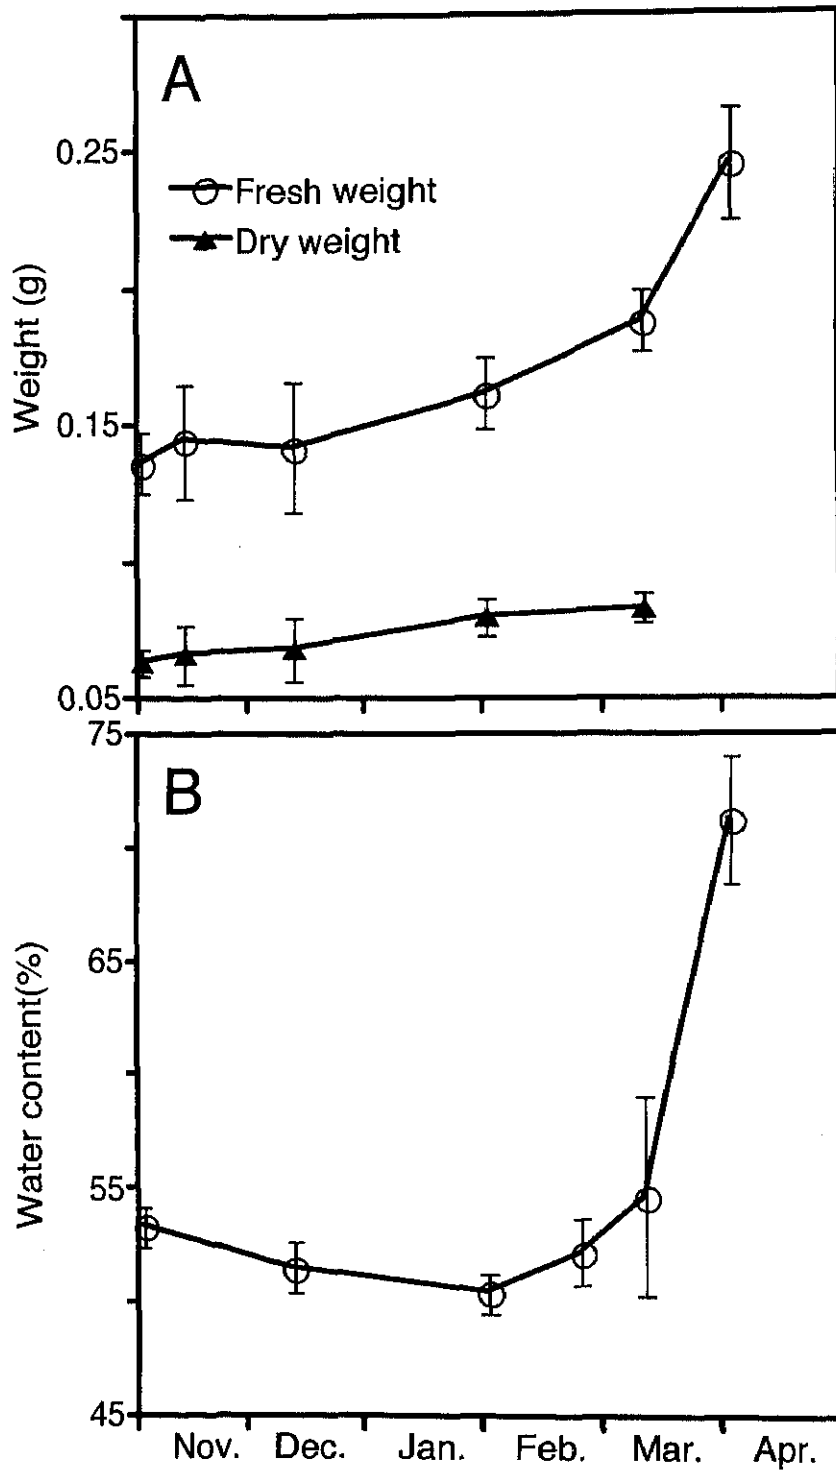 A
0.25
Fresh weight
Dry weight
Weight (g)
0.15
0.05
75
B
65
Water content(%)
55
45
Nov. Dec. Jan. Feb. Mar. Apr.